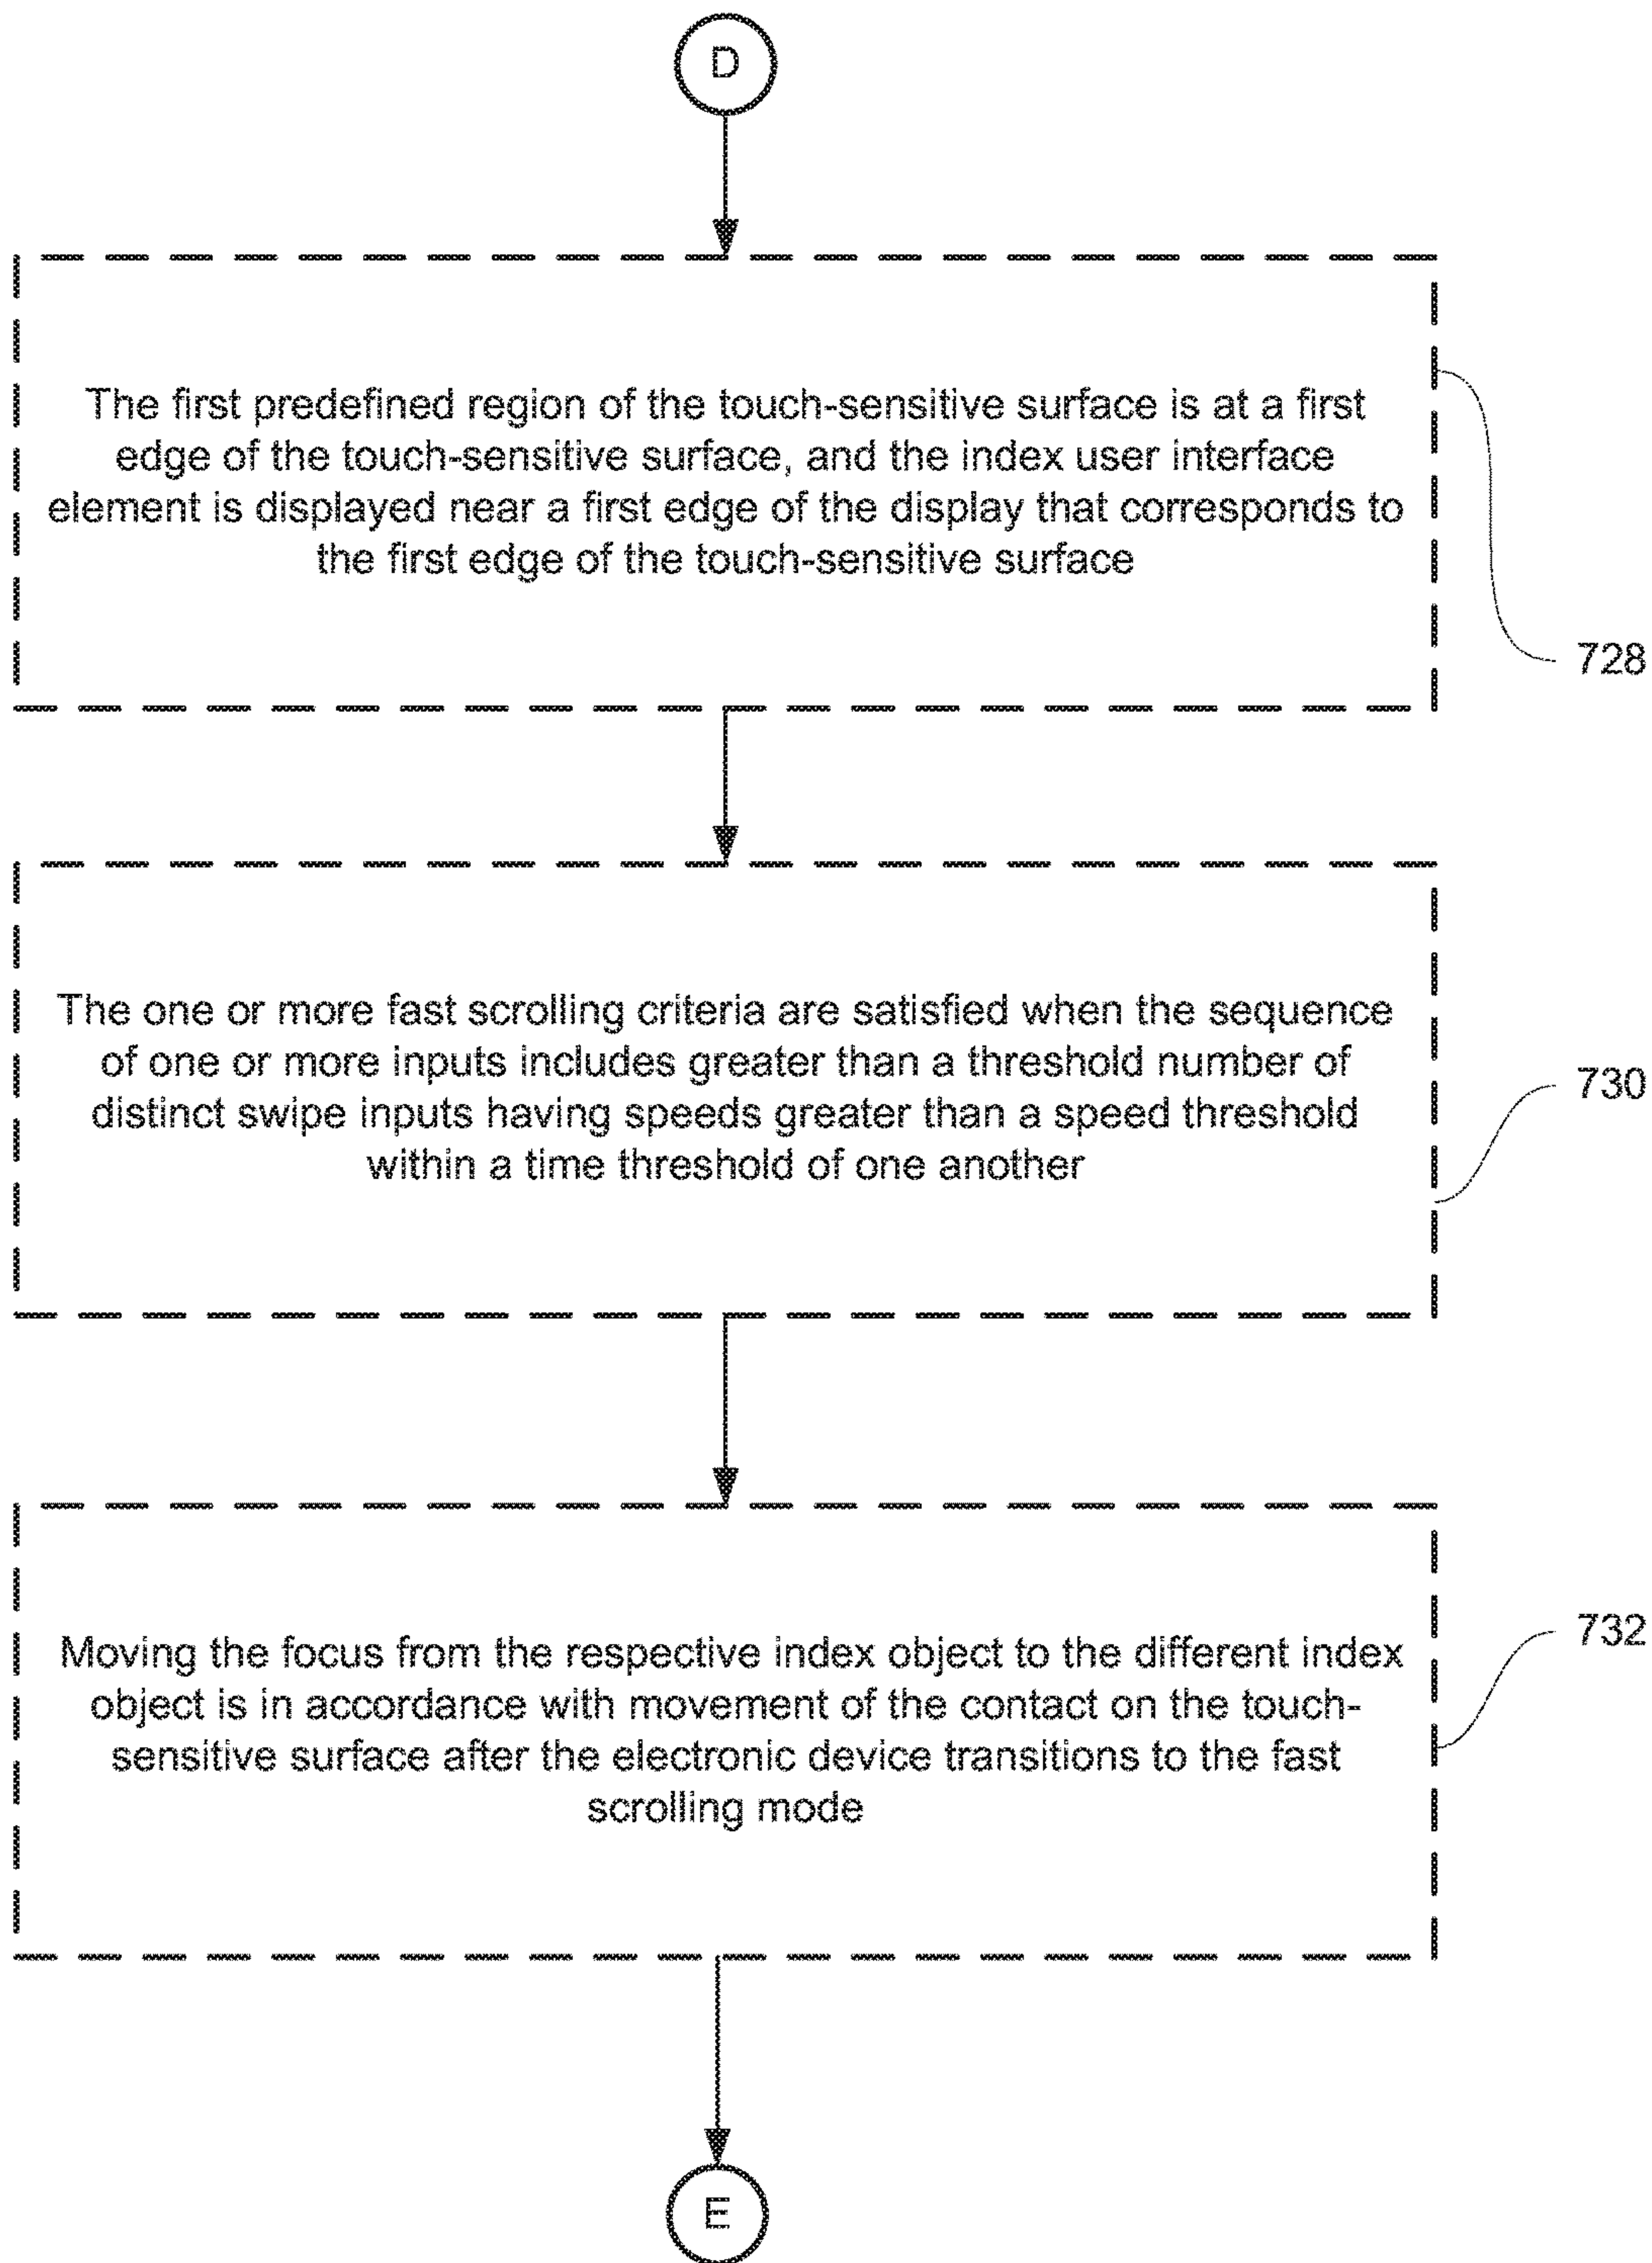 D
The first predefined region of the touch-sensitive surface is at a first
edge of the touch-sensitive surface, and the index user interface
element is displayed near a first edge of the display that corresponds to
the first edge of the touch-sensitive surface
728
The one or more fast scrolling criteria are satisfied when the sequence
of one or more inputs includes greater than a threshold number of
distinct swipe inputs having speeds greater than a speed threshold
within a time threshold of one another
730
Moving the focus from the respective index object to the different index
object is in accordance with movement of the contact on the touch-
sensitive surface after the electronic device transitions to the fast
scrolling mode
732
E